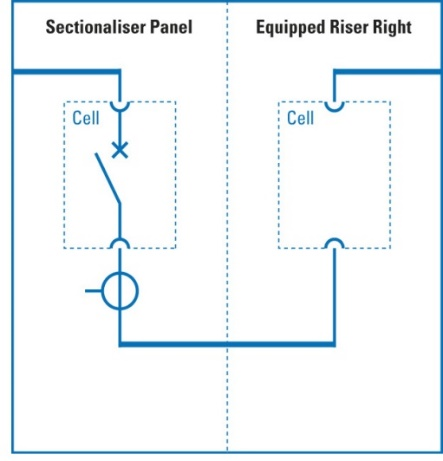 Sectionaliser Panel
Equipped Riser Right
Cell
Cell